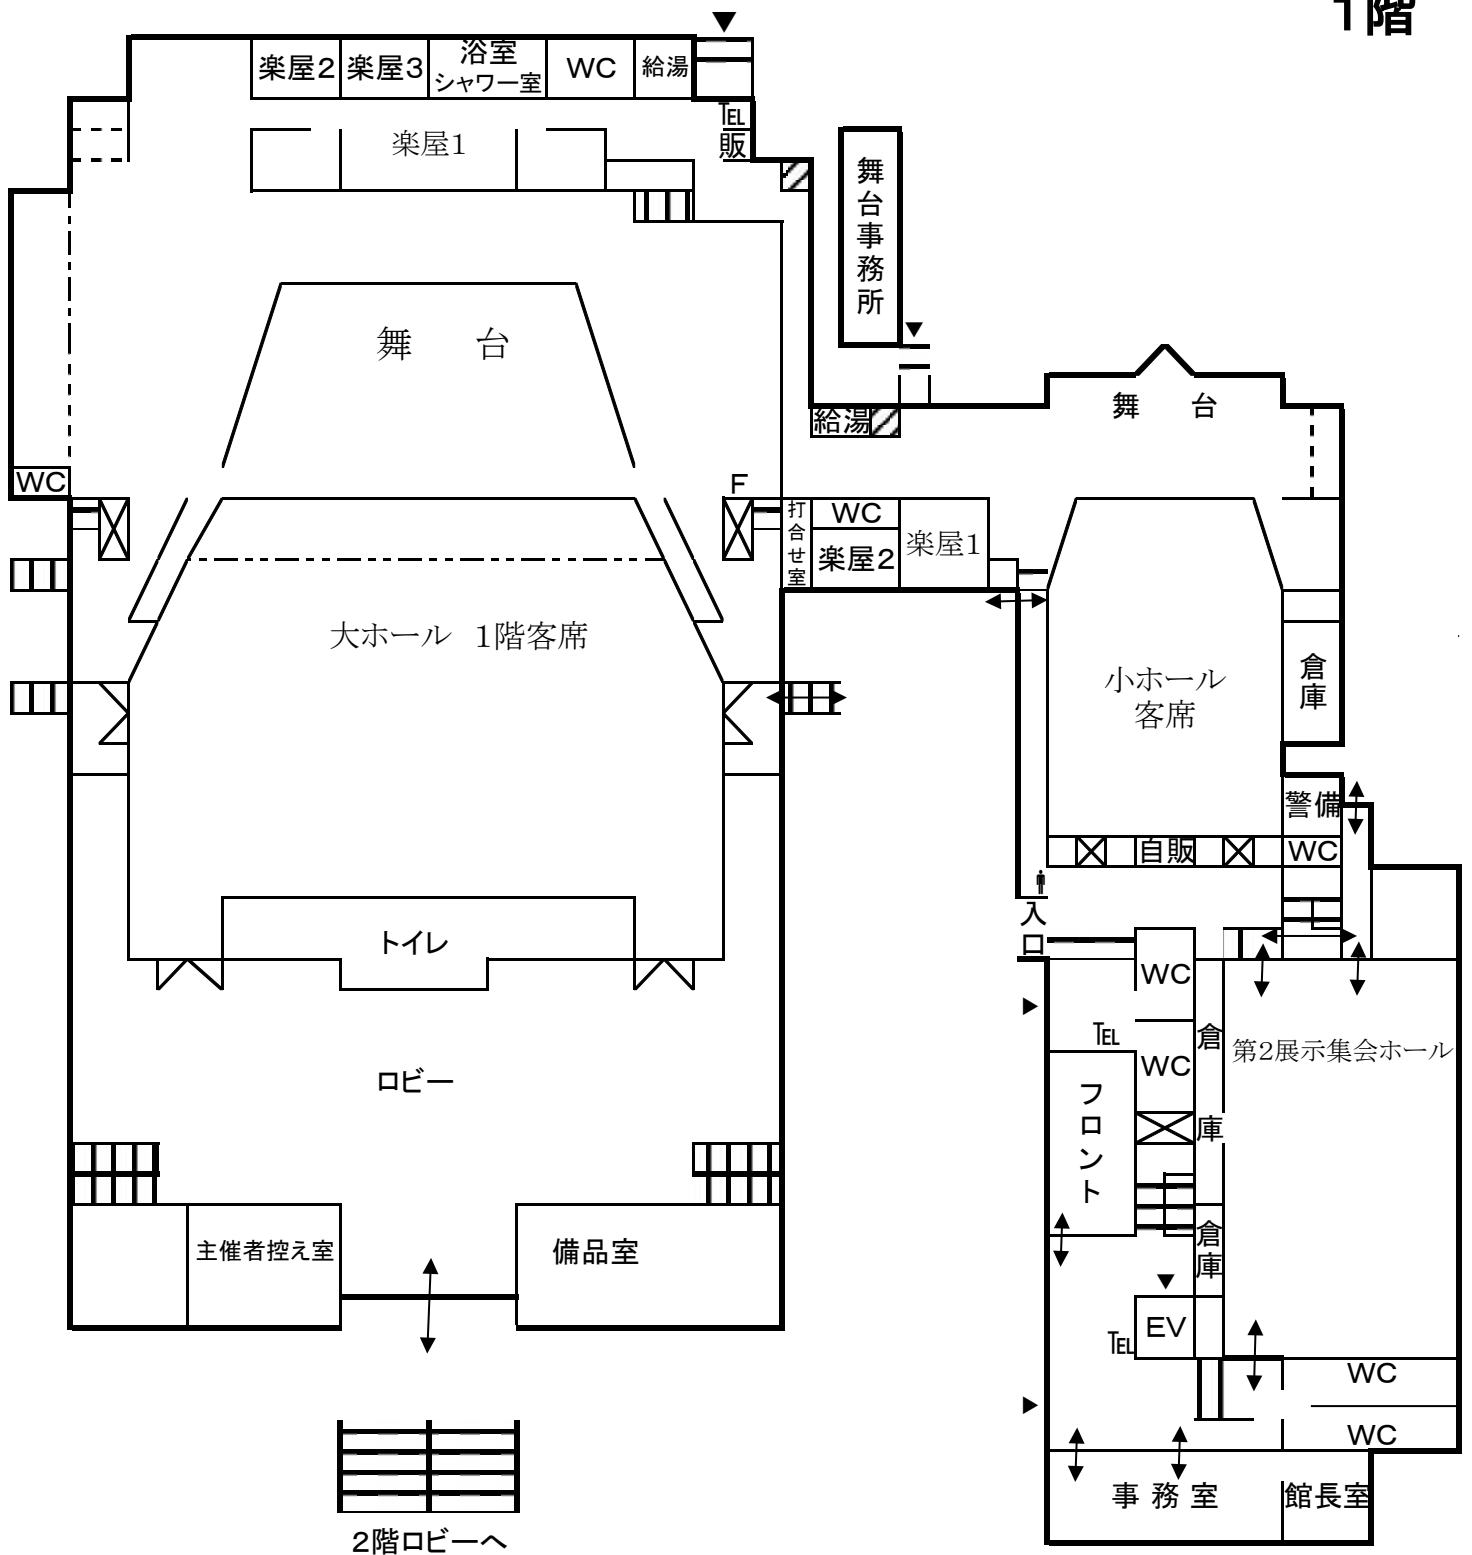 1階
楽屋2
楽屋3
浴室
シャワー室
WC
給湯
TEL
販
楽屋1
舞台事務所
舞　台
舞　台
給湯
WC
F
打合せ室
WC
楽屋2
楽屋1
大ホール 1階客席
小ホール
客席
倉庫
警備
自販
WC
入口
トイレ
WC
TEL
倉庫
第2展示集会ホール
WC
ロビー
フロント
倉庫
主催者控え室
備品室
EV
TEL
WC
WC
事務室
館長室
2階ロビーへ